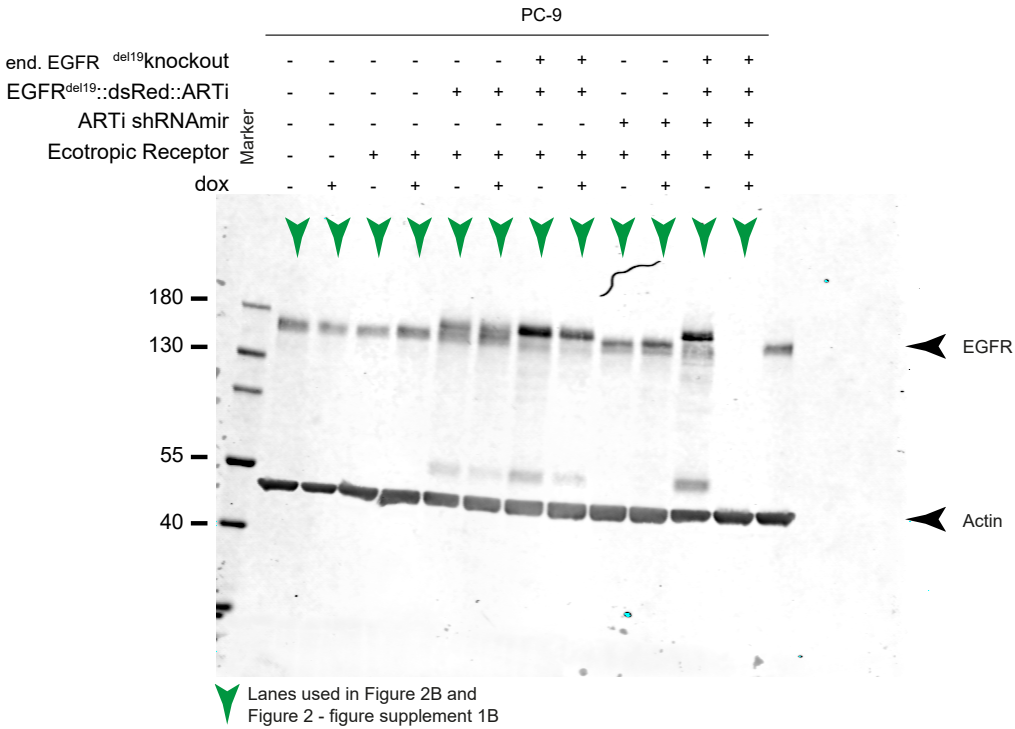 PC-9
end. EGFR del19knockout - - - - - - + + - - + +
EGFRdel19::dsRed::ARTi - - - - + + + + - - + +
ARTi shRNAmir - - - - - - - - + + + +
Ecotropic Receptor - - + + + + + + + + + +
dox - + - + - + - + - + - +
Marker
180
130
EGFR
55
40
Actin
Lanes used in Figure 2B and
Figure 2 - figure supplement 1B